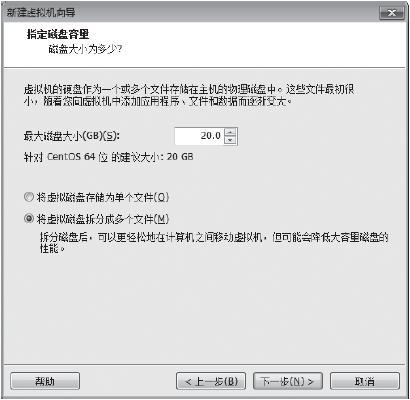 新建虚拟机向导
指定磁盘容量
磁盘大小为多少?
虚拟机的硬盘作为一个或多个文件存储在主机的物理磁盘中。这些文件最初很
小，随着您向虚拟机中添加应用程序、文件和数据而逐渐变大。
最大磁盘大小(GB)(S): 20.0
针对 CentOS 64 位 的建议大小: 20 GB
将虚拟磁盘存储为单个文件(O)
将虚拟磁盘拆分成多个文件(M)
拆分磁盘后，可以更轻松地在计算机之间移动虚拟机，但可能会降低大容量磁盘的
性能。
帮助 < 上一步(B) 下一步(N) > 取消